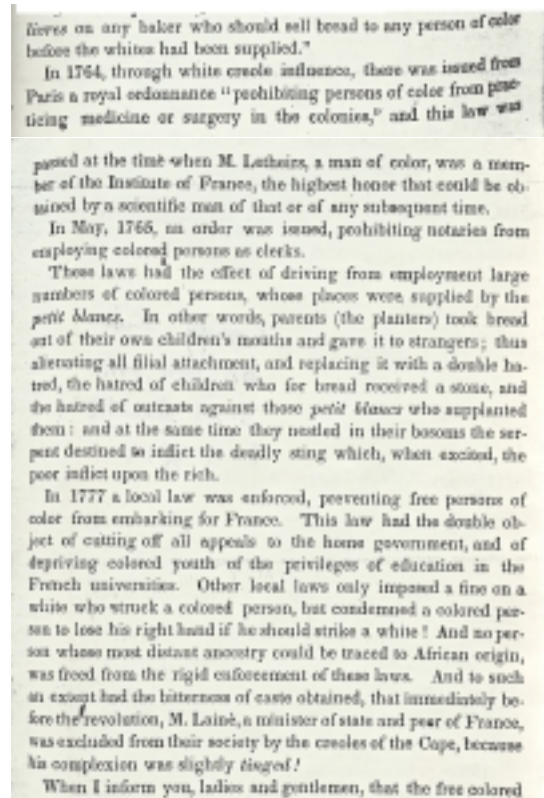 lievres on any baker who should sell bread to any person of color
before the whites had been supplied."
In 1764, through white creole influence, there was issued from
Paris a royal ordonnance "prohibiting persons of color from prac-
ticing medicine or surgery in the colonies," and this law was
passed at the time when M. Letheirs, a man of color, was a mem-
ber of the Institute of France, the highest honor that could be ob-
tained by a scientific man of that or of any subsequent time.
In May, 1766, an order was issued, prohibiting notaries from
employing colored persons as clerks.
These laws had the effect of driving from employment large
numbers of colored persons, whose places were supplied by the
petit blancs. In other words, parents (the planters) took bread
out of their own children's mouths and gave it to strangers; thus
alienating all filial attachment, and replacing it with a double ha-
tred, the hatred of children who for bread received a stone, and
the hatred of outcasts against those petit blancs who supplanted
them: and at the same time they nestled in their bosoms the ser-
pent destined to inflict the deadly sting which, when excited, the
poor inflict upon the rich.
In 1777 a local law was enforced, preventing free persons of
color from embarking for France. This law had the double ob-
ject of cutting off all appeals to the home government, and of
depriving colored youth of the privileges of education in the
French universities. Other local laws only imposed a fine on a
white who struck a colored person, but condemned a colored per-
son to lose his right hand if he should strike a white! And no per-
son whose most distant ancestry could be traced to African origin,
was freed from the rigid enforcement of these laws. And to such
an extent had the bitterness of caste obtained, that immediately be-
fore the revolution, M. Lainè, a minister of state and peer of France,
was excluded from their society by the creoles of the Cape, because
his complexion was slightly tinged!
When I inform you, ladies and gentlemen, that the free colored